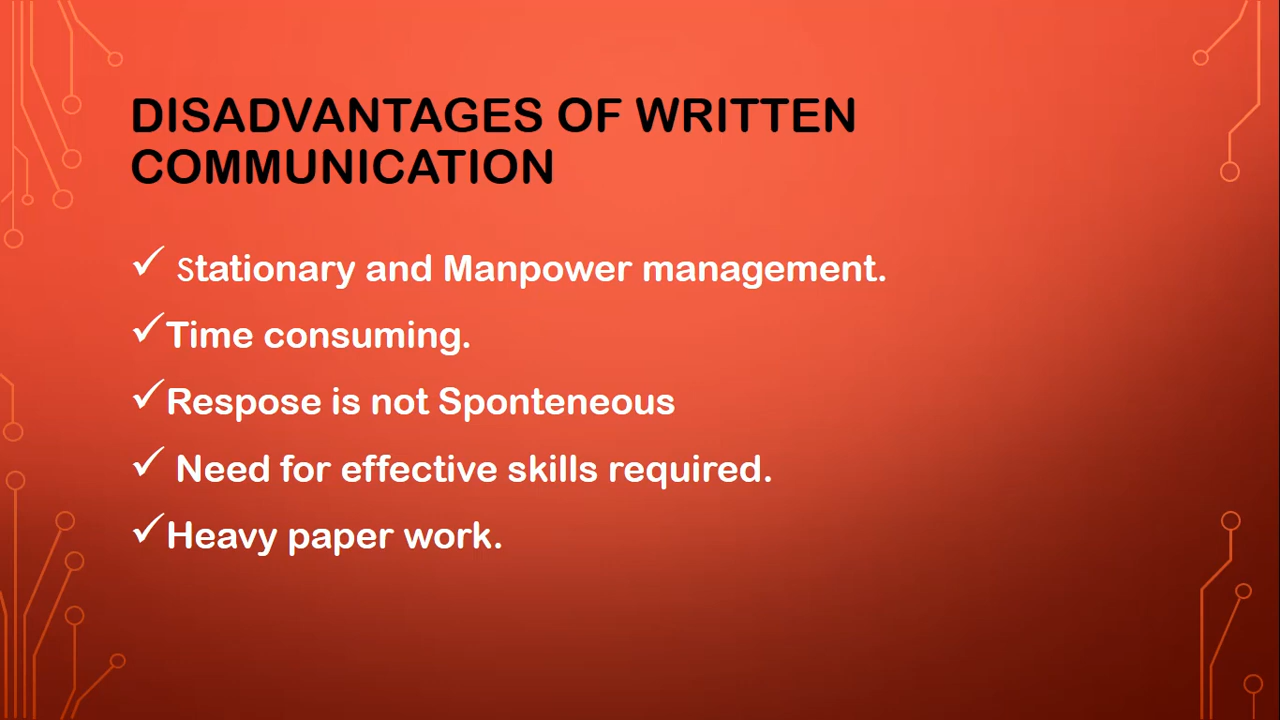 DISADVANTAGES OF WRITTEN
COMMUNICATION
✓ Stationary and Manpower management.
✓Time consuming.
✓Respose is not Sponteneous
✓ Need for effective skills required.
✓Heavy paper work.